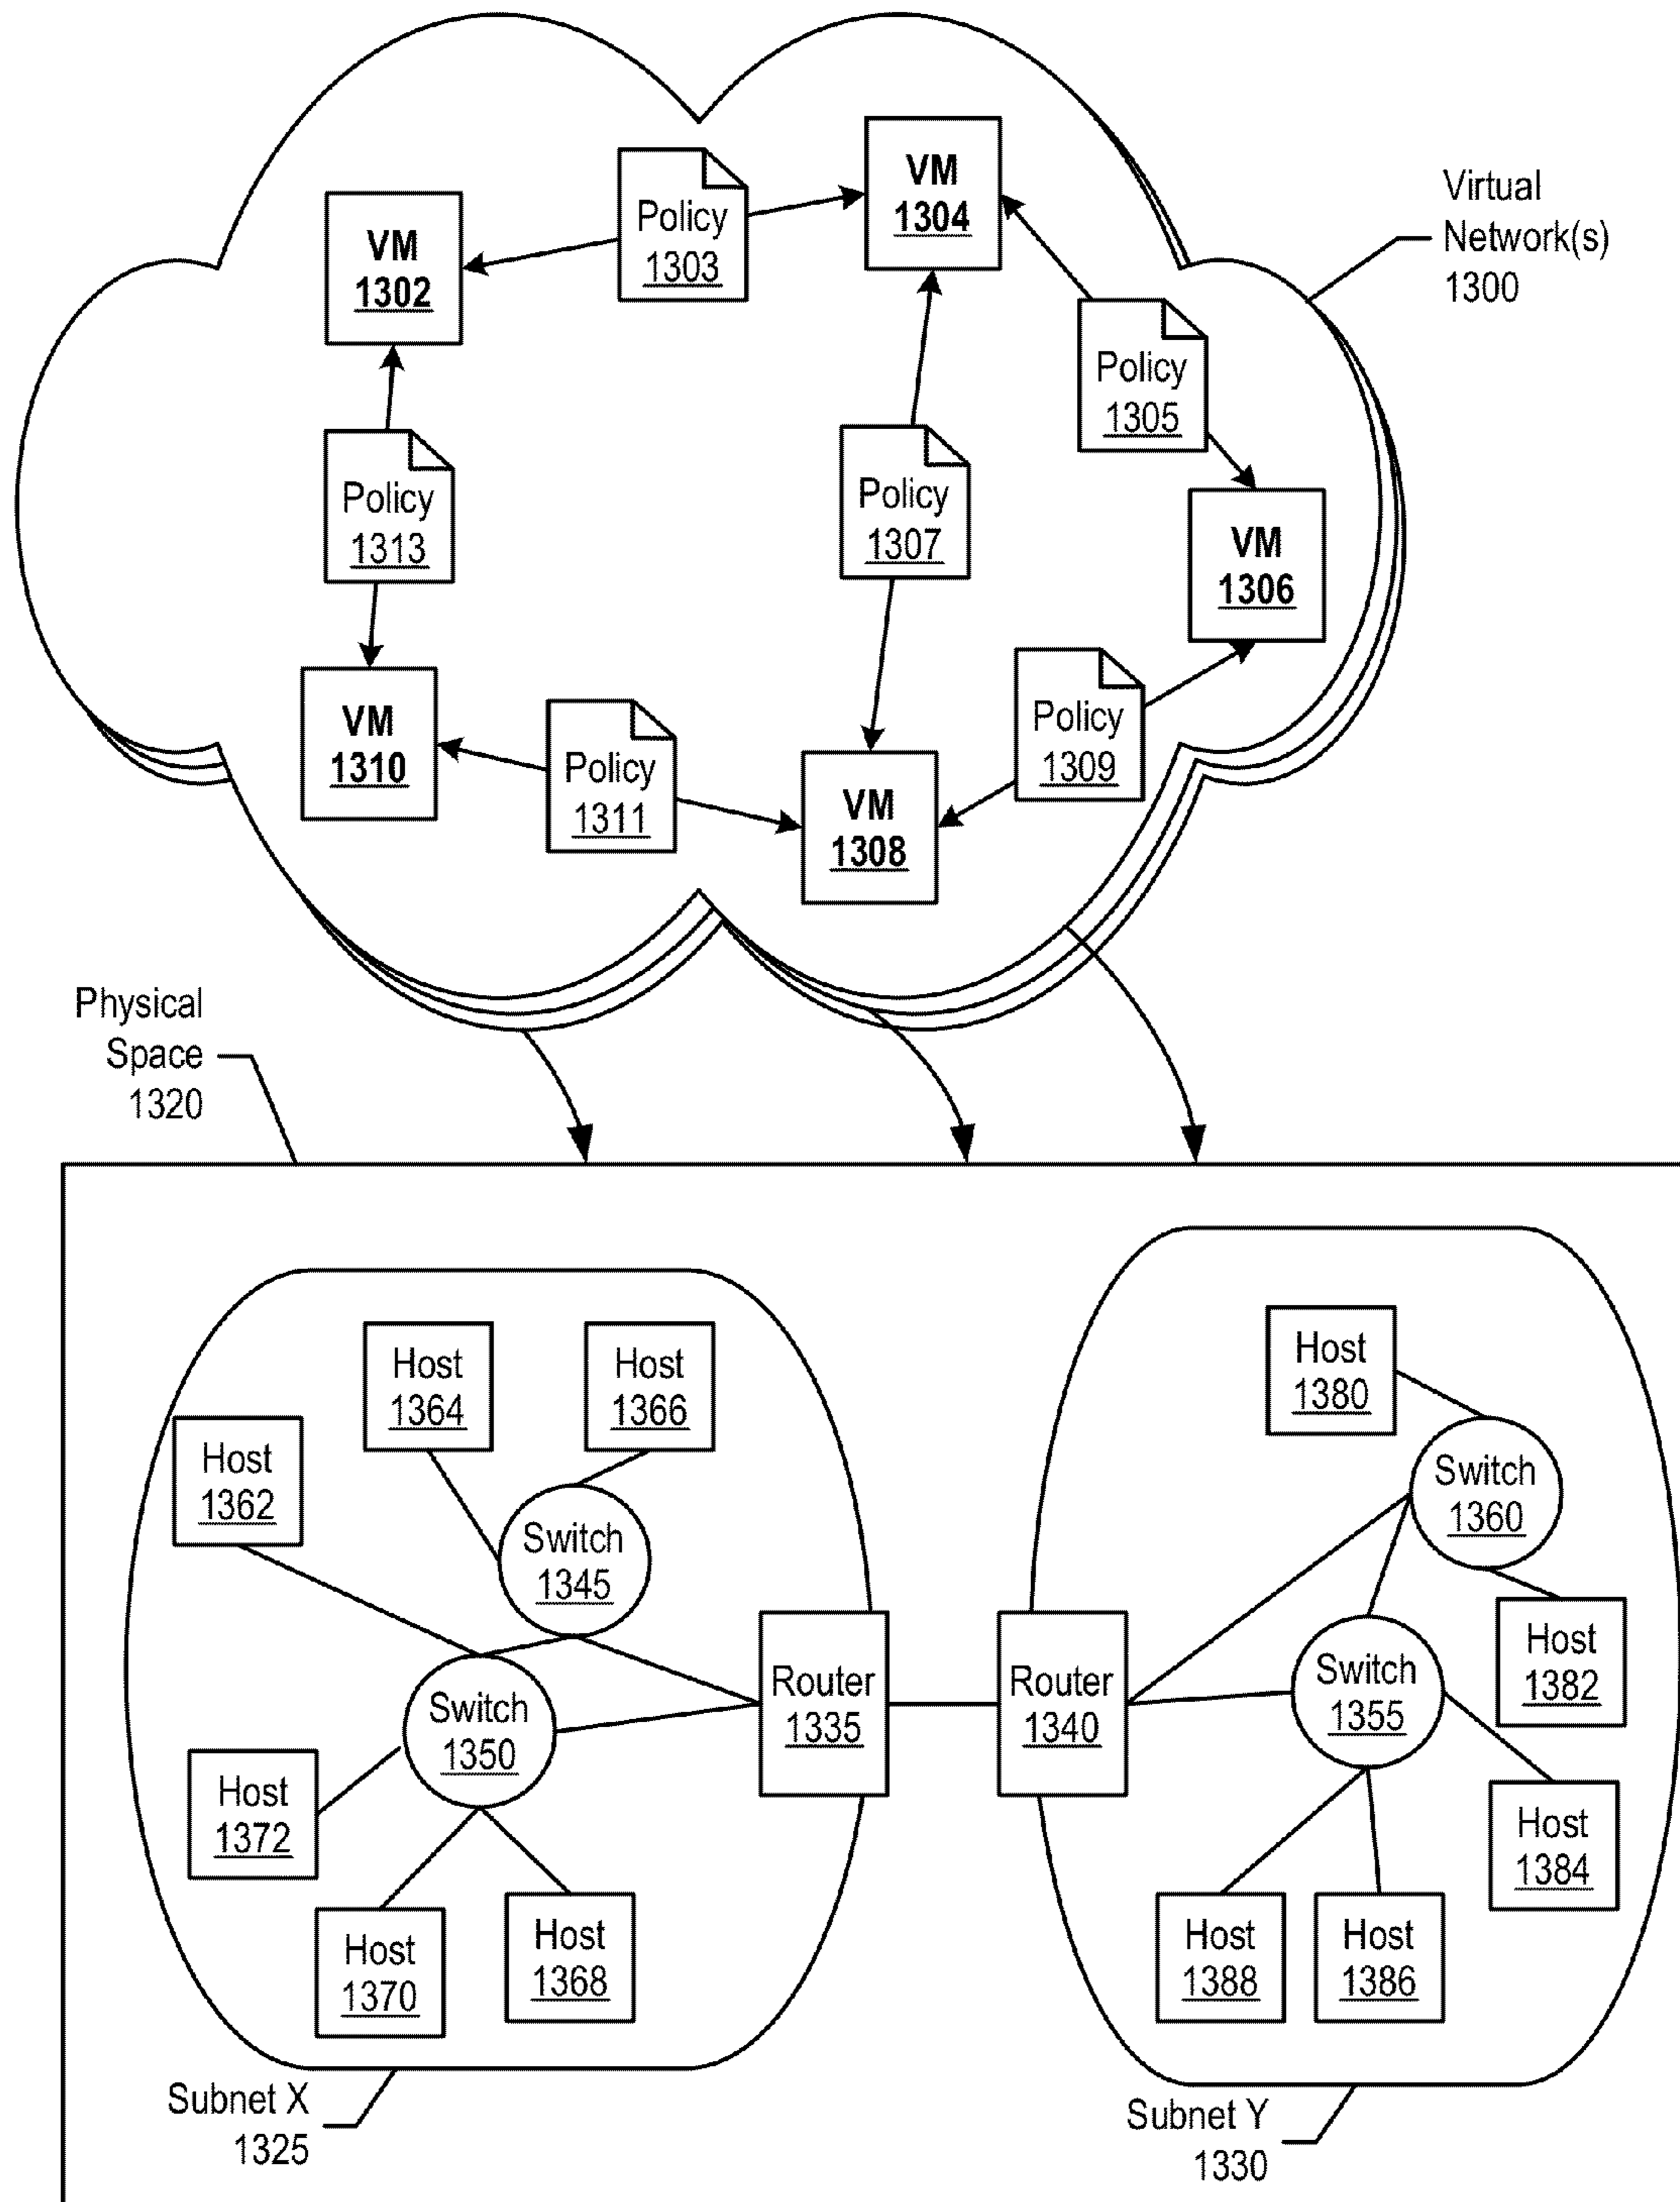 VM
1304
Policy
1303
VM
1302
Virtual
Network(s)
1300
Policy
1305
Policy
1313
Policy
1307
VM
1306
VM
1310
Policy
1311
Policy
1309
VM
1308
Physical
Space
1320
Host
1364
Host
1366
Host
1362
Switch
1345
Switch
1350
Router
1335
Host
1372
Host
1370
Host
1368
Subnet X
1325
Host
1380
Switch
1360
Host
1382
Router
1340
Switch
1355
Host
1384
Host
1388
Host
1386
Subnet Y
1330